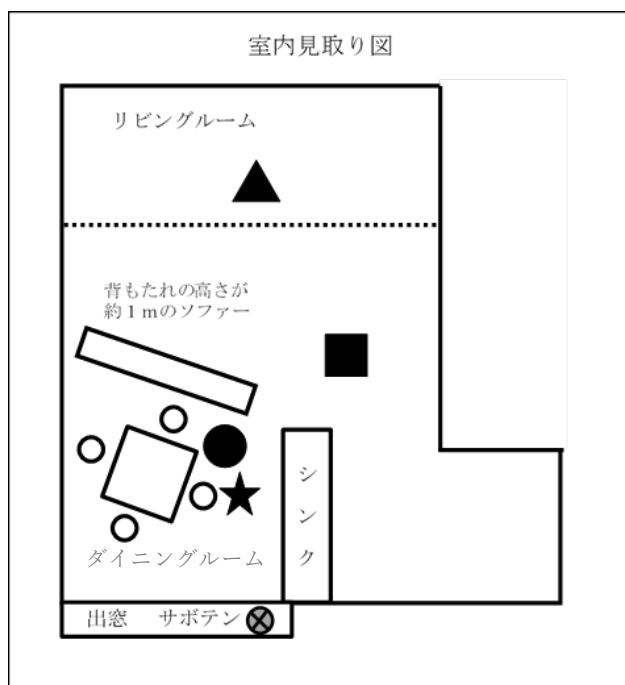 室内見取り図
リビングルーム
背もたれの高さが
約１ｍのソファー
シンク
ダイニングルーム
出窓　サボテン